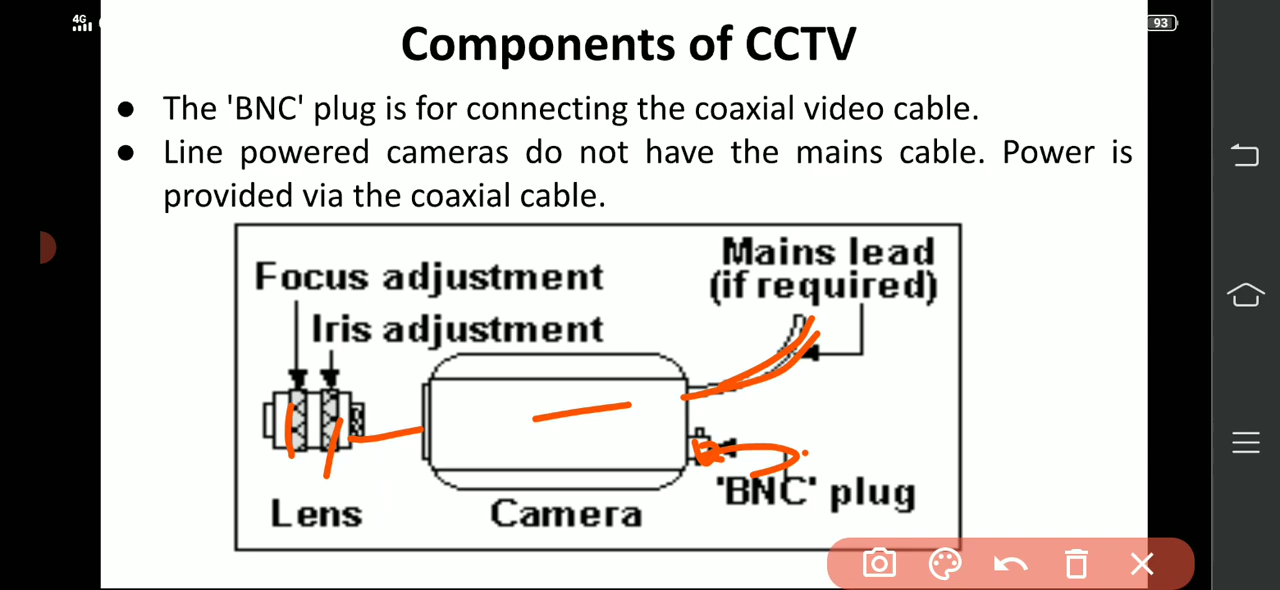 4G
93
Components of CCTV
● The 'BNC' plug is for connecting the coaxial video cable.
● Line powered cameras do not have the mains cable. Power is
provided via the coaxial cable.
Mains lead
(if required)
Focus adjustment
Iris adjustment
'BNC' plug
Lens
Camera